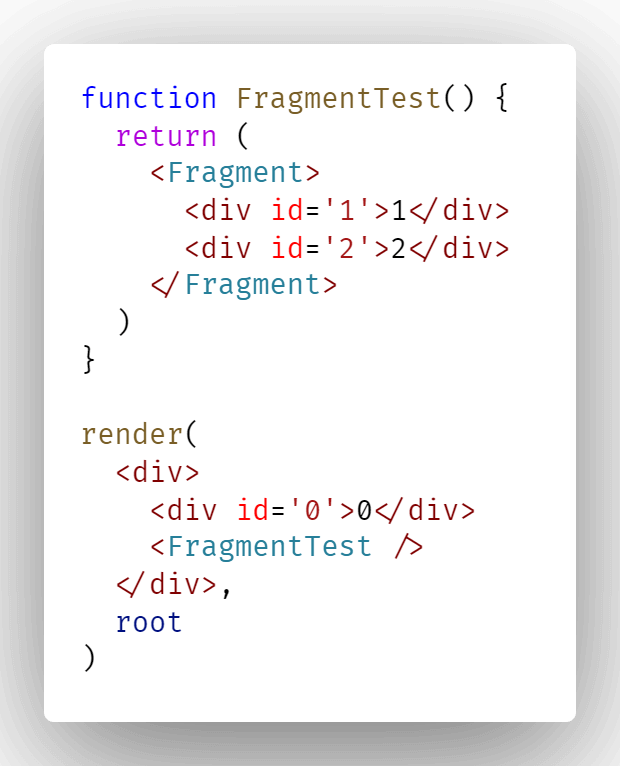 function FragmentTest() {
  return (
    <Fragment>
      <div id='1'>1</div>
      <div id='2'>2</div>
    </Fragment>
  )
}

render(
  <div>
    <div id='0'>0</div>
    <FragmentTest />
  </div>,
  root
)